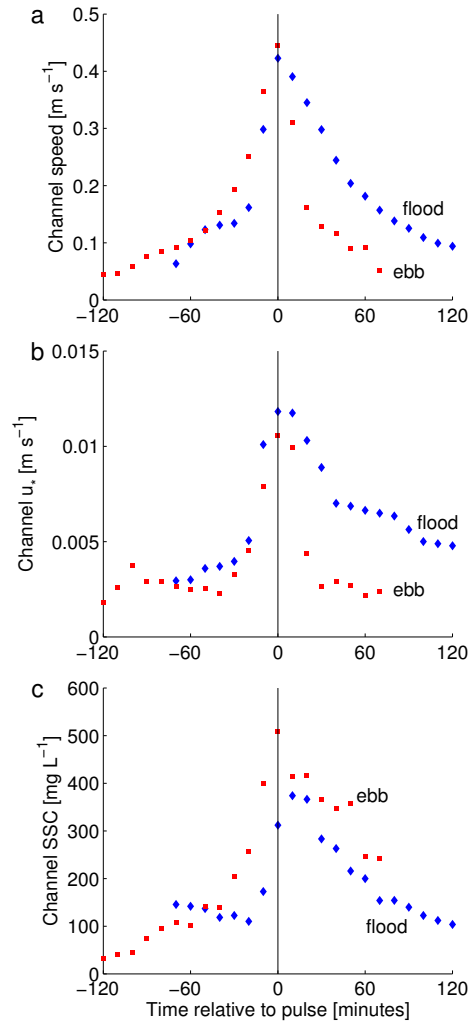 a
Channel speed [m s⁻¹]
0.5
0.4
0.3
0.2
0.1
0
flood
ebb
−120
−60
0
60
120
b
Channel u* [m s⁻¹]
0.015
0.01
0.005
0
flood
ebb
−120
−60
0
60
120
c
Channel SSC [mg L⁻¹]
600
500
400
300
200
100
0
ebb
flood
−120
−60
0
60
120
Time relative to pulse [minutes]